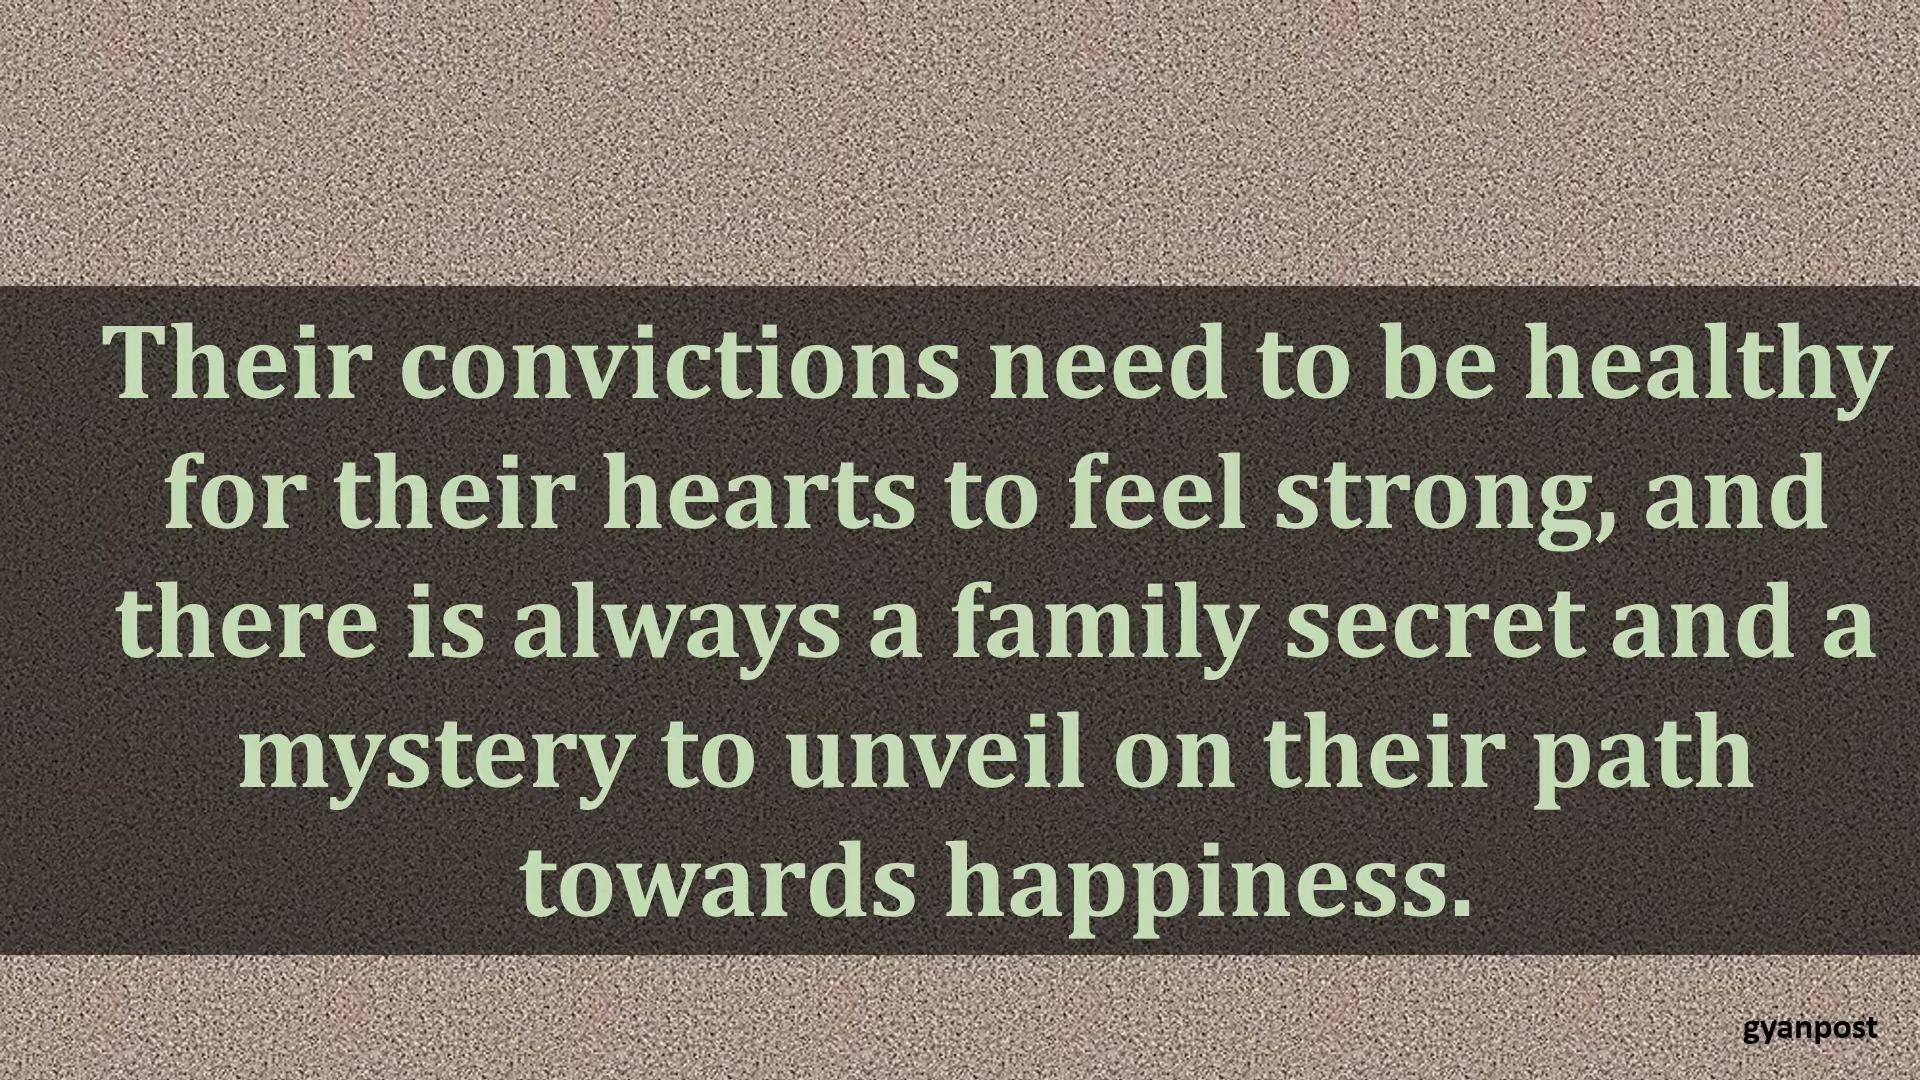 Their convictions need to be healthy
for their hearts to feel strong, and
there is always a family secret and a
mystery to unveil on their path
towards happiness.
gyanpost